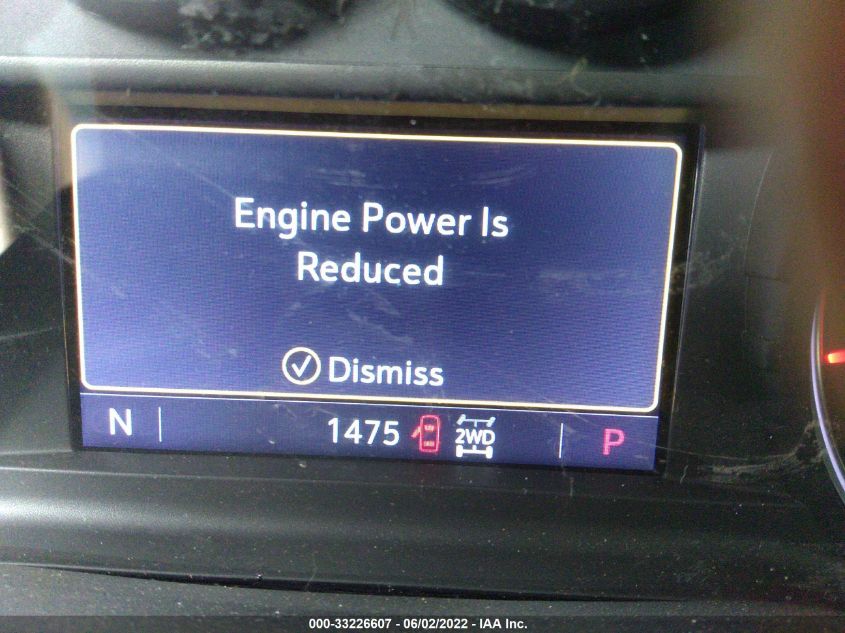 Engine Power Is
Reduced
Dismiss
N 1475 2WD P
000-33226607 - 06/02/2022 - IAA Inc.